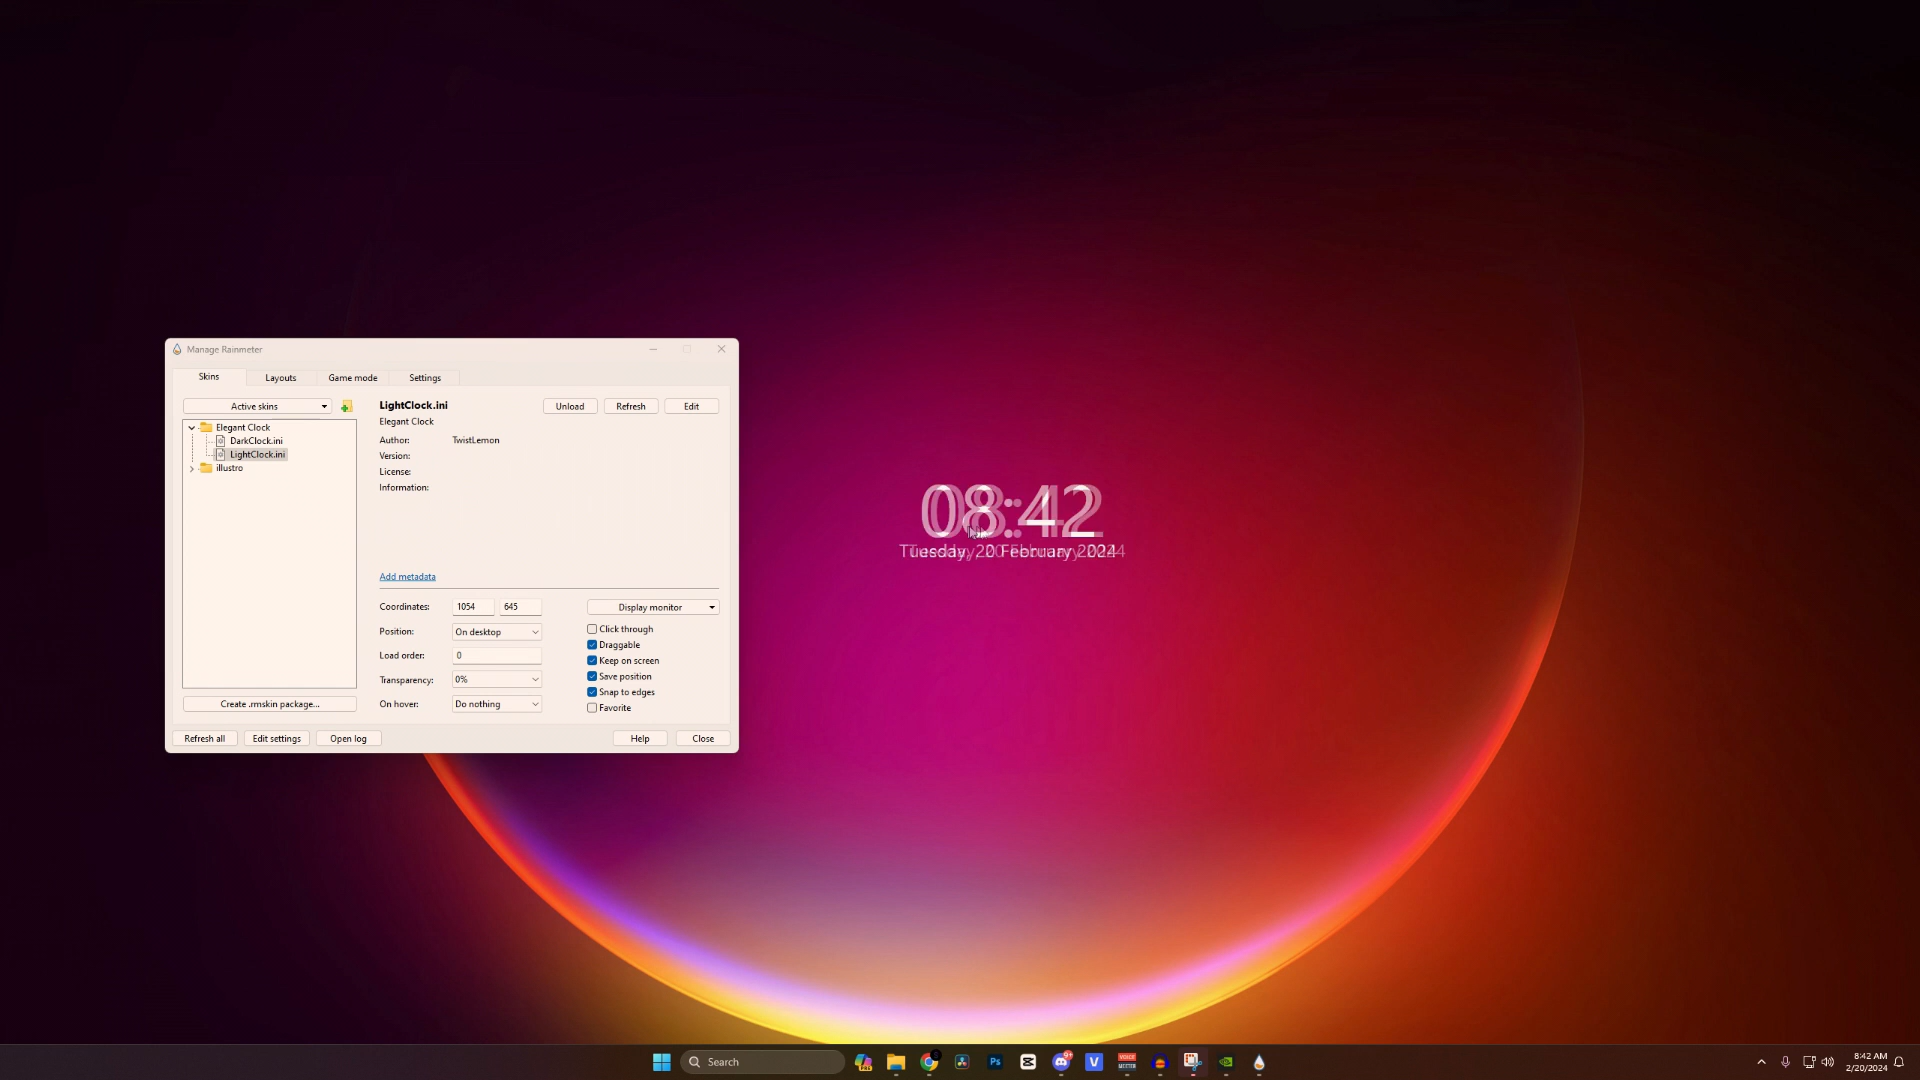 Manage Rainmeter
Skins
Layouts
Game mode
Settings
Active skins
Elegant Clock
DarkClock.ini
LightClock.ini
illustro
Create .rmskin package...
LightClock.ini
Unload
Refresh
Edit
Elegant Clock
Author: TwistLemon
Version:
License:
Information:
Add metadata
Coordinates: 1054 645
Display monitor
Position: On desktop
Load order: 0
Transparency: 0%
On hover: Do nothing
Click through
Draggable
Keep on screen
Save position
Snap to edges
Favorite
Refresh all
Edit settings
Open log
Help
Close
08:42
Tuesday, 20 February 2024
Search
Ps
V
VOICE
MEETER
8:42 AM
2/20/2024